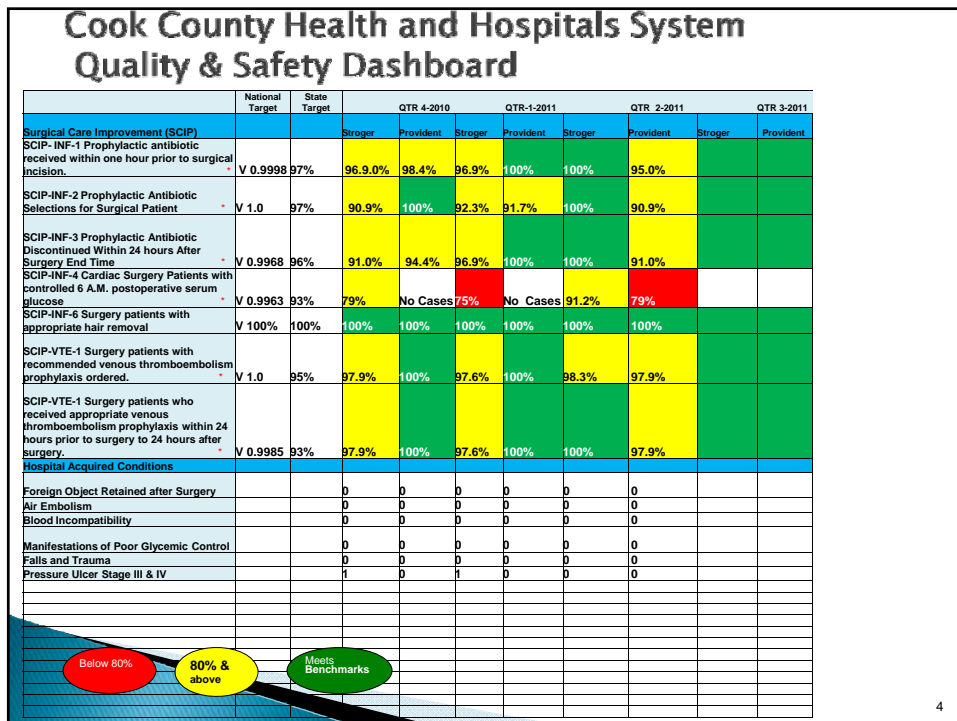 Cook County Health and Hospitals System
Quality & Safety Dashboard
National Target State Target QTR 4-2010 QTR-1-2011 QTR 2-2011 QTR 3-2011
Surgical Care Improvement (SCIP) Stroger Provident Stroger Provident Stroger Provident Stroger Provident
SCIP- INF-1 Prophylactic antibiotic
received within one hour prior to surgical
incision. * V 0.9998 97% 96.9.0% 98.4% 96.9% 100% 100% 95.0%
SCIP-INF-2 Prophylactic Antibiotic
Selections for Surgical Patient * V 1.0 97% 90.9% 100% 92.3% 91.7% 100% 90.9%
SCIP-INF-3 Prophylactic Antibiotic
Discontinued Within 24 hours After
Surgery End Time * V 0.9968 96% 91.0% 94.4% 96.9% 100% 100% 91.0%
SCIP-INF-4 Cardiac Surgery Patients with
controlled 6 A.M. postoperative serum
glucose * V 0.9963 93% 79% No Cases 75% No Cases 91.2% 79%
SCIP-INF-6 Surgery patients with
appropriate hair removal V 100% 100% 100% 100% 100% 100% 100% 100%
SCIP-VTE-1 Surgery patients with
recommended venous thromboembolism
prophylaxis ordered. * V 1.0 95% 97.9% 100% 97.6% 100% 98.3% 97.9%
SCIP-VTE-1 Surgery patients who
received appropriate venous
thromboembolism prophylaxis within 24
hours prior to surgery to 24 hours after
surgery. * V 0.9985 93% 97.9% 100% 97.6% 100% 100% 97.9%
Hospital Acquired Conditions
Foreign Object Retained after Surgery 0 0 0 0 0 0
Air Embolism 0 0 0 0 0 0
Blood Incompatibility 0 0 0 0 0 0
Manifestations of Poor Glycemic Control 0 0 0 0 0 0
Falls and Trauma 0 0 0 0 0 0
Pressure Ulcer Stage III & IV 1 0 1 0 0 0
Below 80%
80% &
above
Meets
Benchmarks
4